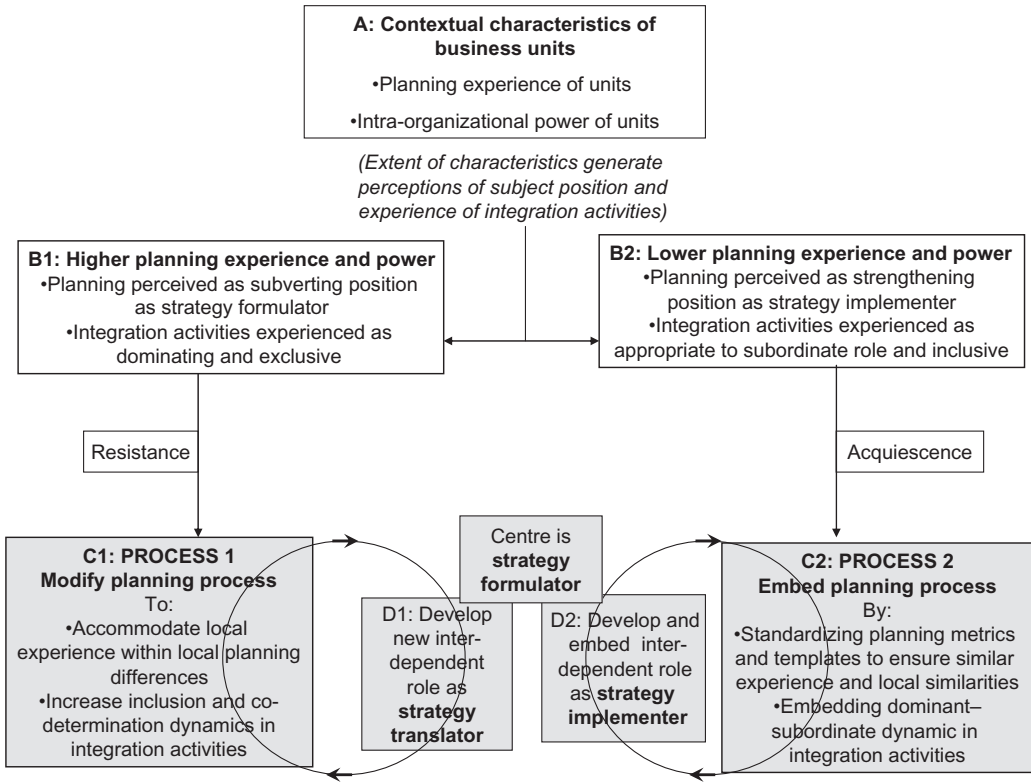 A: Contextual characteristics of
business units
•Planning experience of units
•Intra-organizational power of units
(Extent of characteristics generate
perceptions of subject position and
experience of integration activities)
B1: Higher planning experience and power
•Planning perceived as subverting position
as strategy formulator
•Integration activities experienced as
dominating and exclusive
B2: Lower planning experience and power
•Planning perceived as strengthening
position as strategy implementer
•Integration activities experienced as
appropriate to subordinate role and inclusive
Resistance
Acquiescence
C1: PROCESS 1
Modify planning process
To:
•Accommodate local
experience within local planning
differences
•Increase inclusion and co-
determination dynamics in
integration activities
Centre is
strategy
formulator
D1: Develop
new inter-
dependent
role as
strategy
translator
D2: Develop and
embed inter-
dependent role
as strategy
implementer
C2: PROCESS 2
Embed planning process
By:
•Standardizing planning metrics
and templates to ensure similar
experience and local similarities
•Embedding dominant–
subordinate dynamic in
integration activities